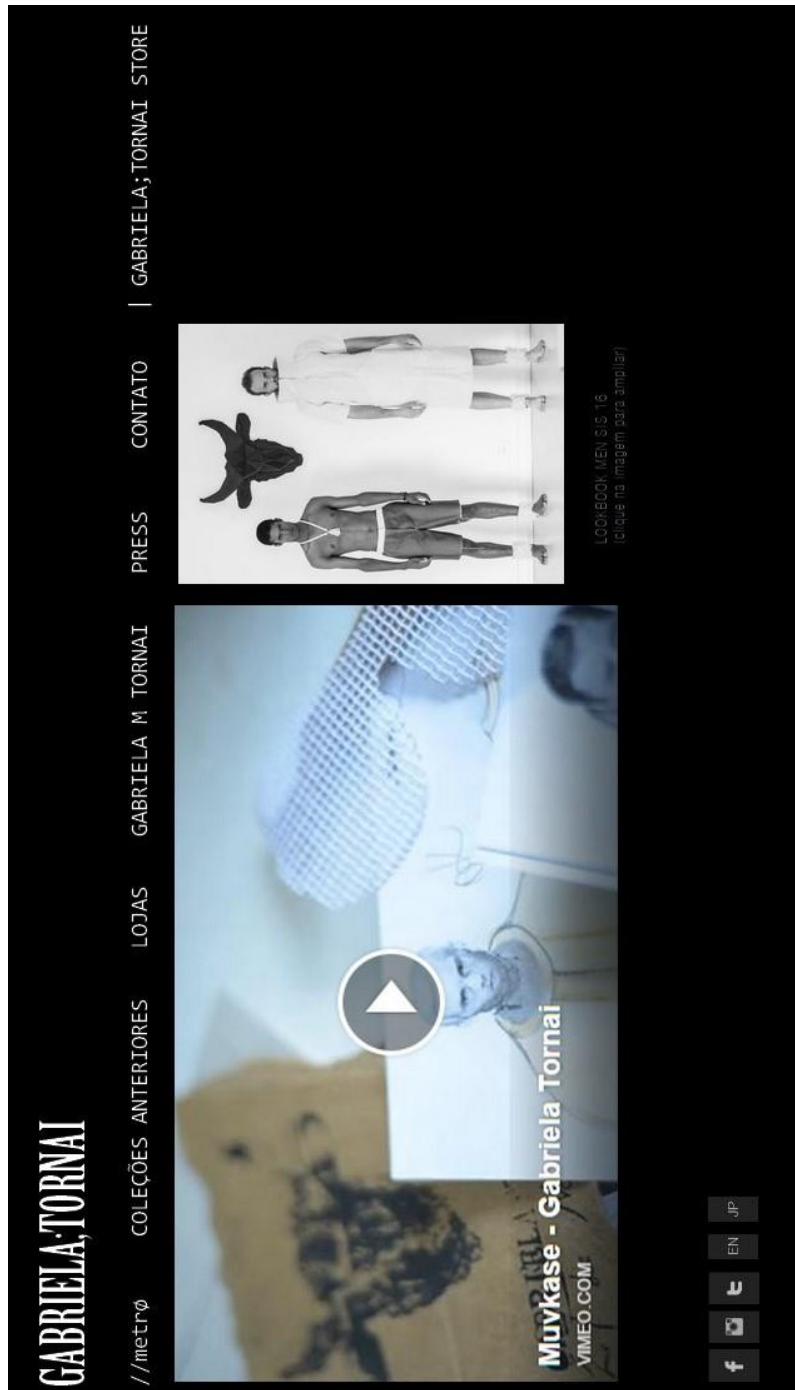 GABRIELA;TORNAI
//metrø COLEÇÕES ANTERIORES LOJAS GABRIELA M TORNAI PRESS CONTATO | GABRIELA;TORNAI STORE
Muvkase - Gabriela Tornai
VIMEO.COM
LOOKBOOK MEN SIS 16
(clique na imagem para ampliar)
f t EN JP